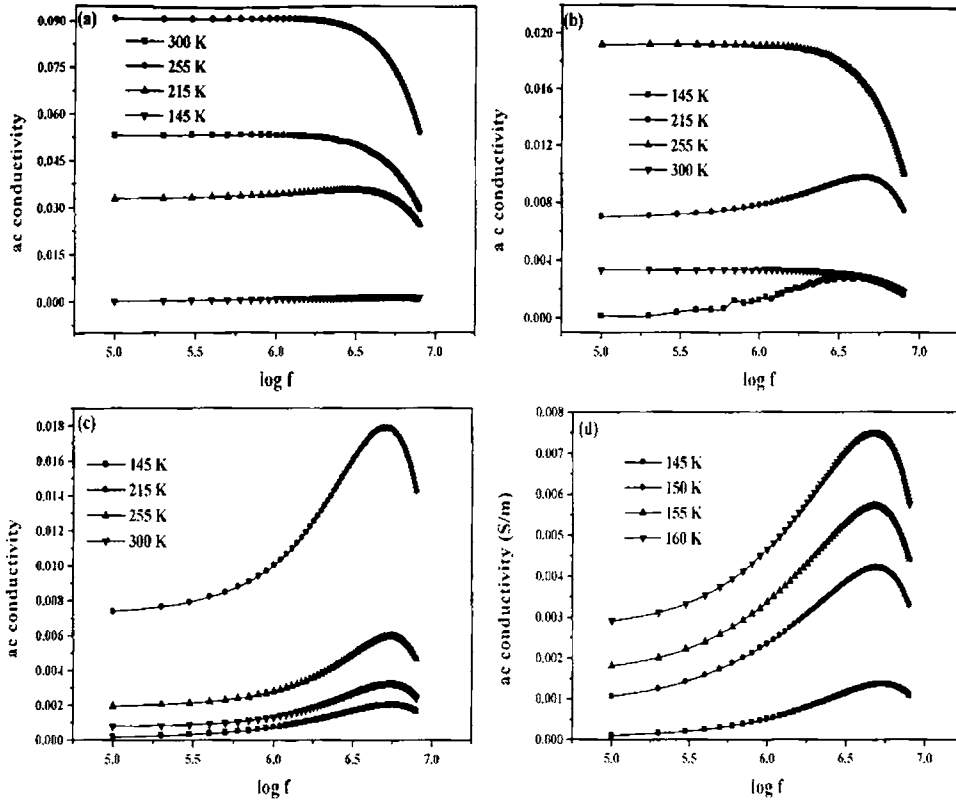 (a)
300 K
255 K
215 K
145 K
0.090
0.075
0.060
0.045
0.030
0.015
0.000
ac conductivity
5.0 5.5 6.0 6.5 7.0
log f
(b)
145 K
215 K
255 K
300 K
0.020
0.016
0.012
0.008
0.004
0.000
a c conductivity
5.0 5.5 6.0 6.5 7.0
log f
(c)
145 K
215 K
255 K
300 K
0.018
0.016
0.014
0.012
0.010
0.008
0.006
0.004
0.002
0.000
ac conductivity
5.0 5.5 6.0 6.5 7.0
log f
(d)
145 K
150 K
155 K
160 K
0.008
0.007
0.006
0.005
0.004
0.003
0.002
0.001
0.000
ac conductivity (S/m)
5.0 5.5 6.0 6.5 7.0
log f